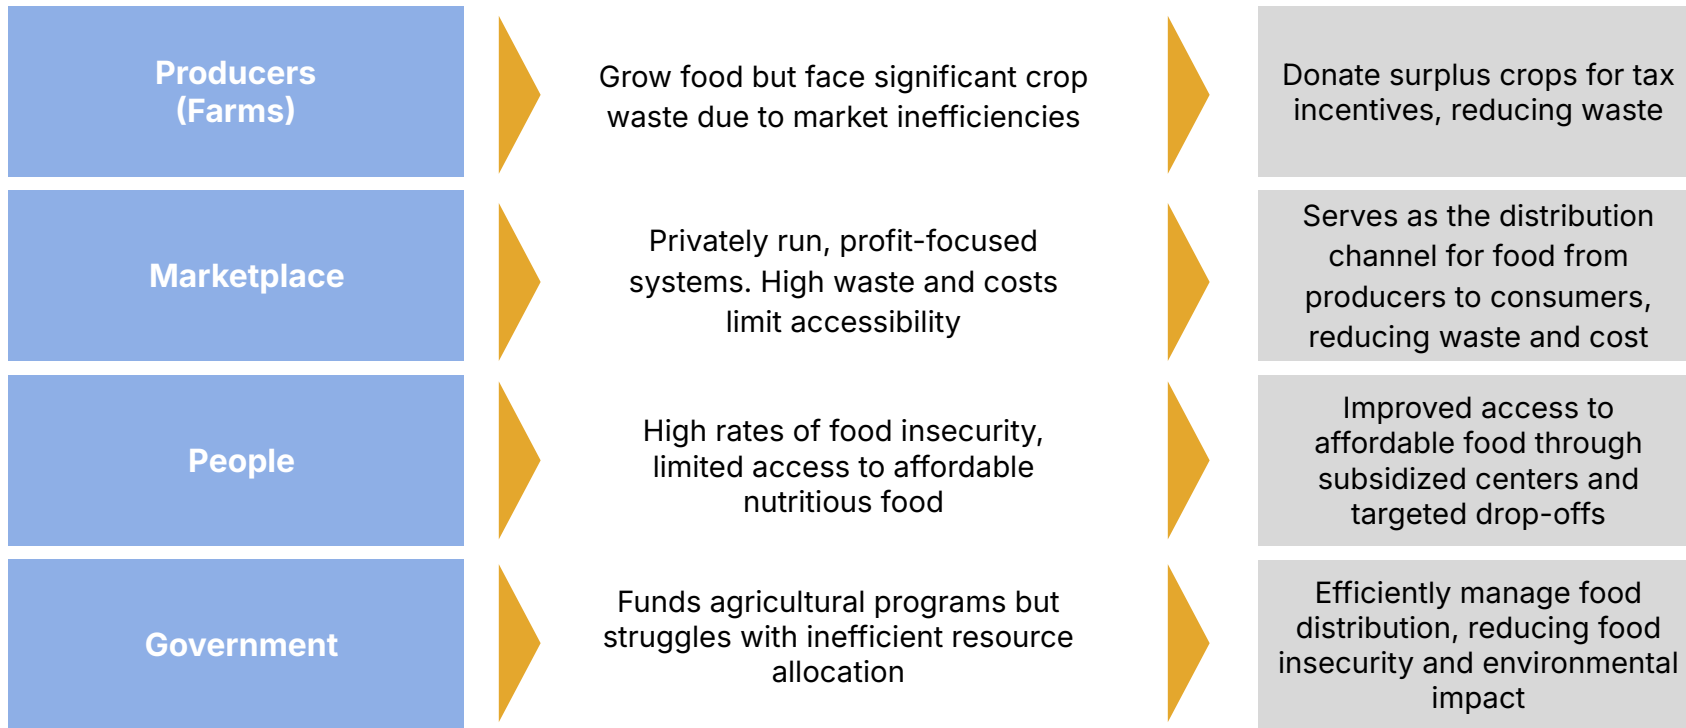 Producers
(Farms)
Grow food but face significant crop
waste due to market inefficiencies
Donate surplus crops for tax
incentives, reducing waste
Marketplace
Privately run, profit-focused
systems. High waste and costs
limit accessibility
Serves as the distribution
channel for food from
producers to consumers,
reducing waste and cost
People
High rates of food insecurity,
limited access to affordable
nutritious food
Improved access to
affordable food through
subsidized centers and
targeted drop-offs
Government
Funds agricultural programs but
struggles with inefficient resource
allocation
Efficiently manage food
distribution, reducing food
insecurity and environmental
impact